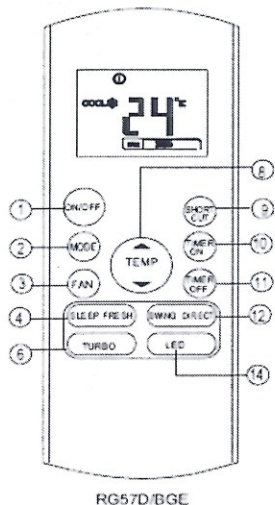 COOL 24°C
8
1 ON/OFF SHORT CUT 9
2 MODE TEMP TIMER ON 10
3 FAN TIMER OFF 11
4 SLEEP FRESH SWING DIRECT 12
6 TURBO LED
14
RG57D/BGE